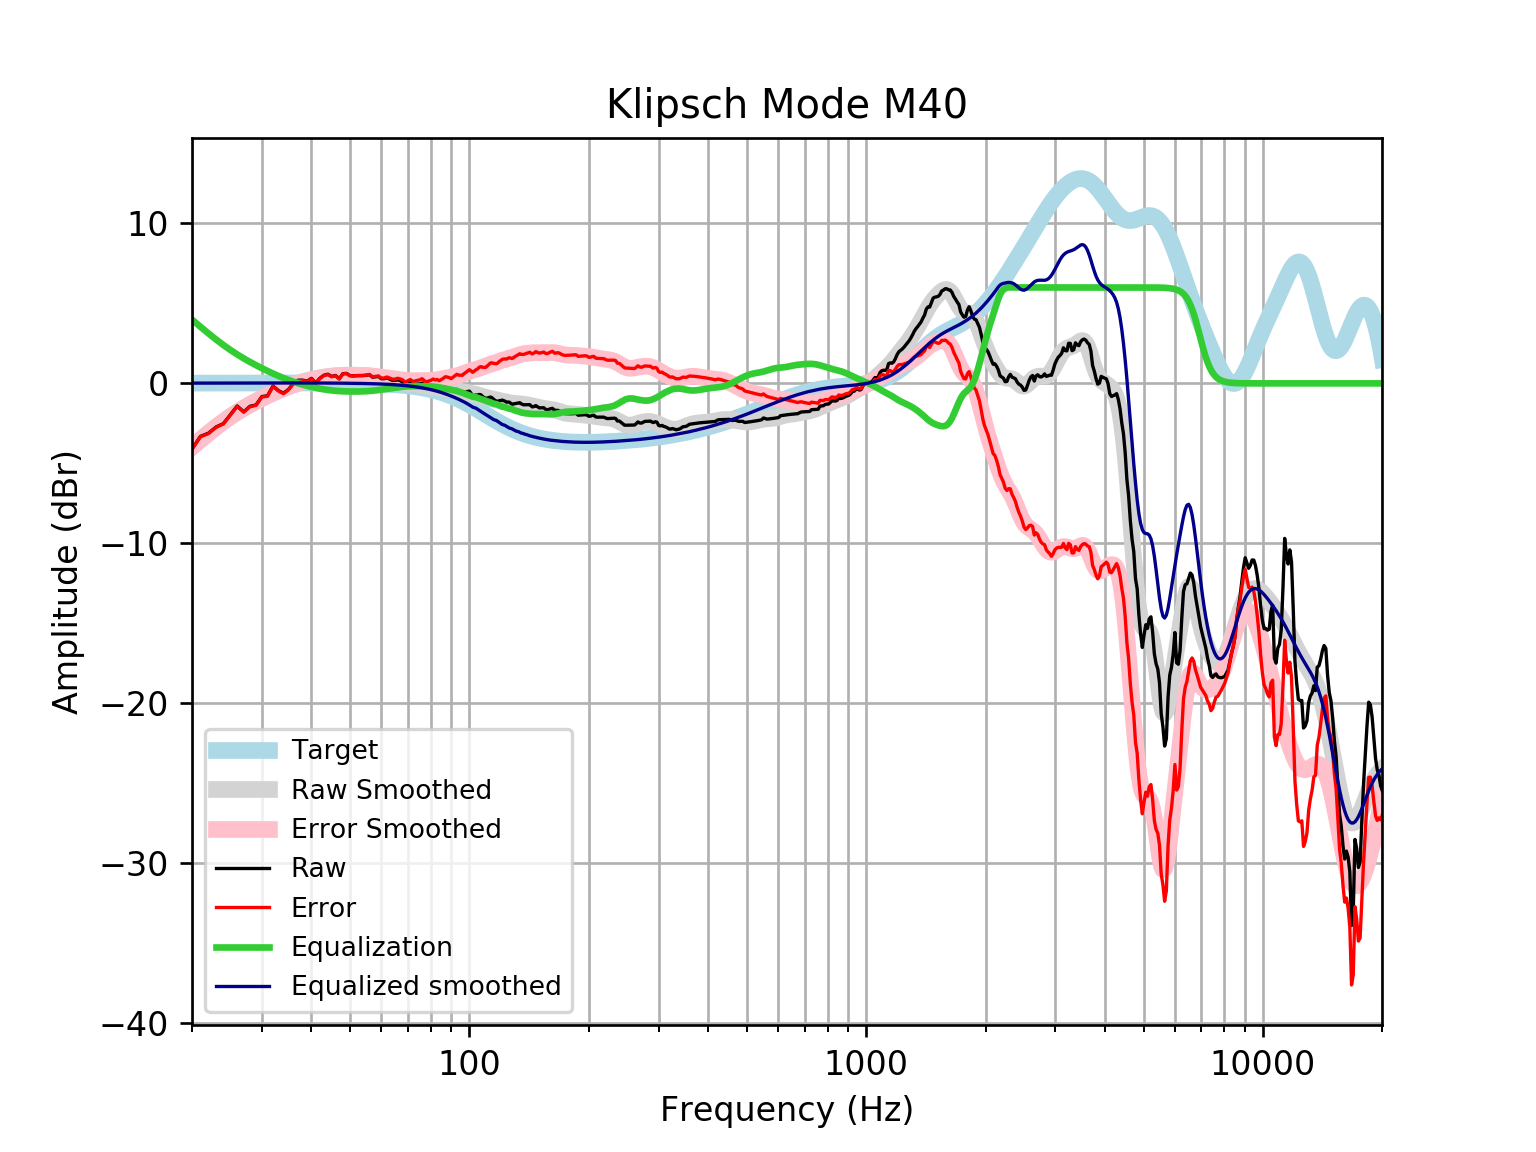 Klipsch Mode M40
10
0
−10
−20
−30
−40
Amplitude (dBr)
Target
Raw Smoothed
Error Smoothed
Raw
Error
Equalization
Equalized smoothed
100
1000
10000
Frequency (Hz)